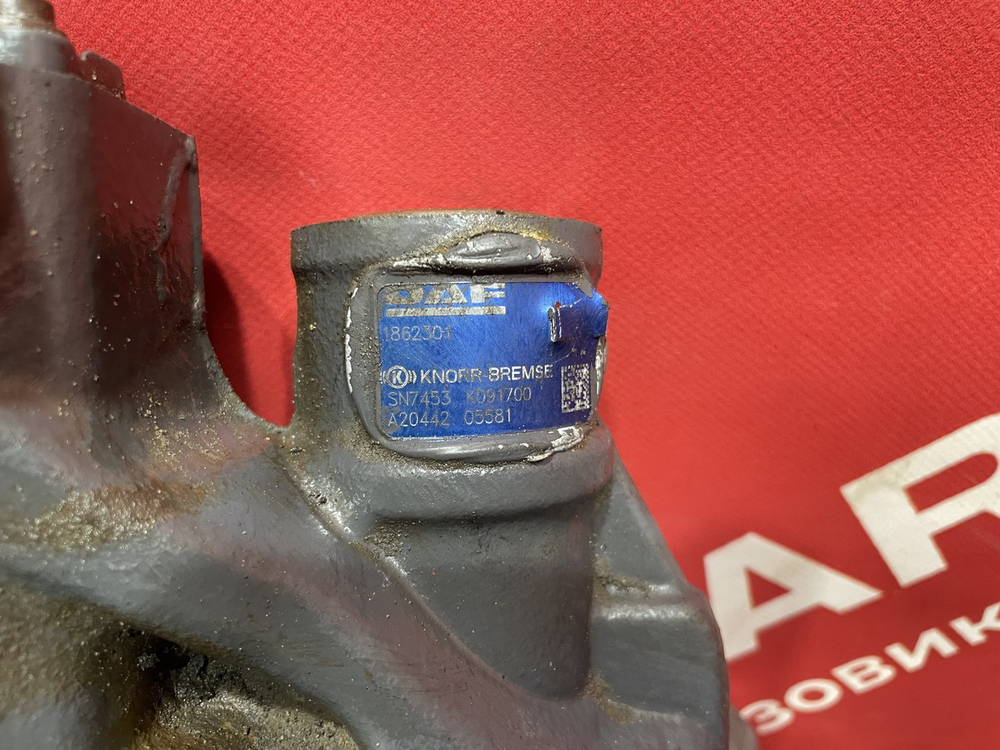 DAF
1862301
KNORR-BREMSE
SN7453 K091700
A20442 05581
AR
ЗОВИК